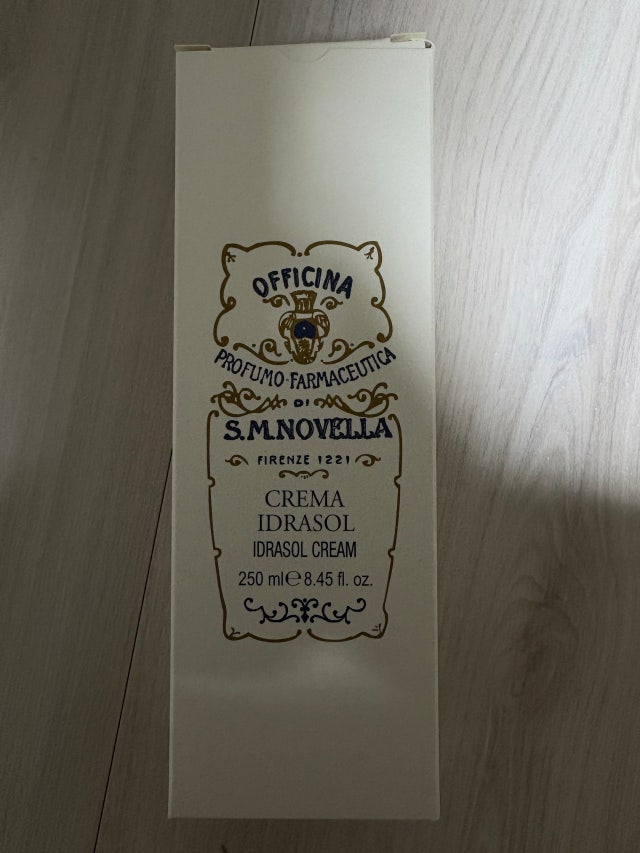 OFFICINA
PROFUMO-FARMACEUTICA
DI
S.M.NOVELLA
FIRENZE 1221
CREMA
IDRASOL
IDRASOL CREAM
250 ml℮8.45 fl. oz.